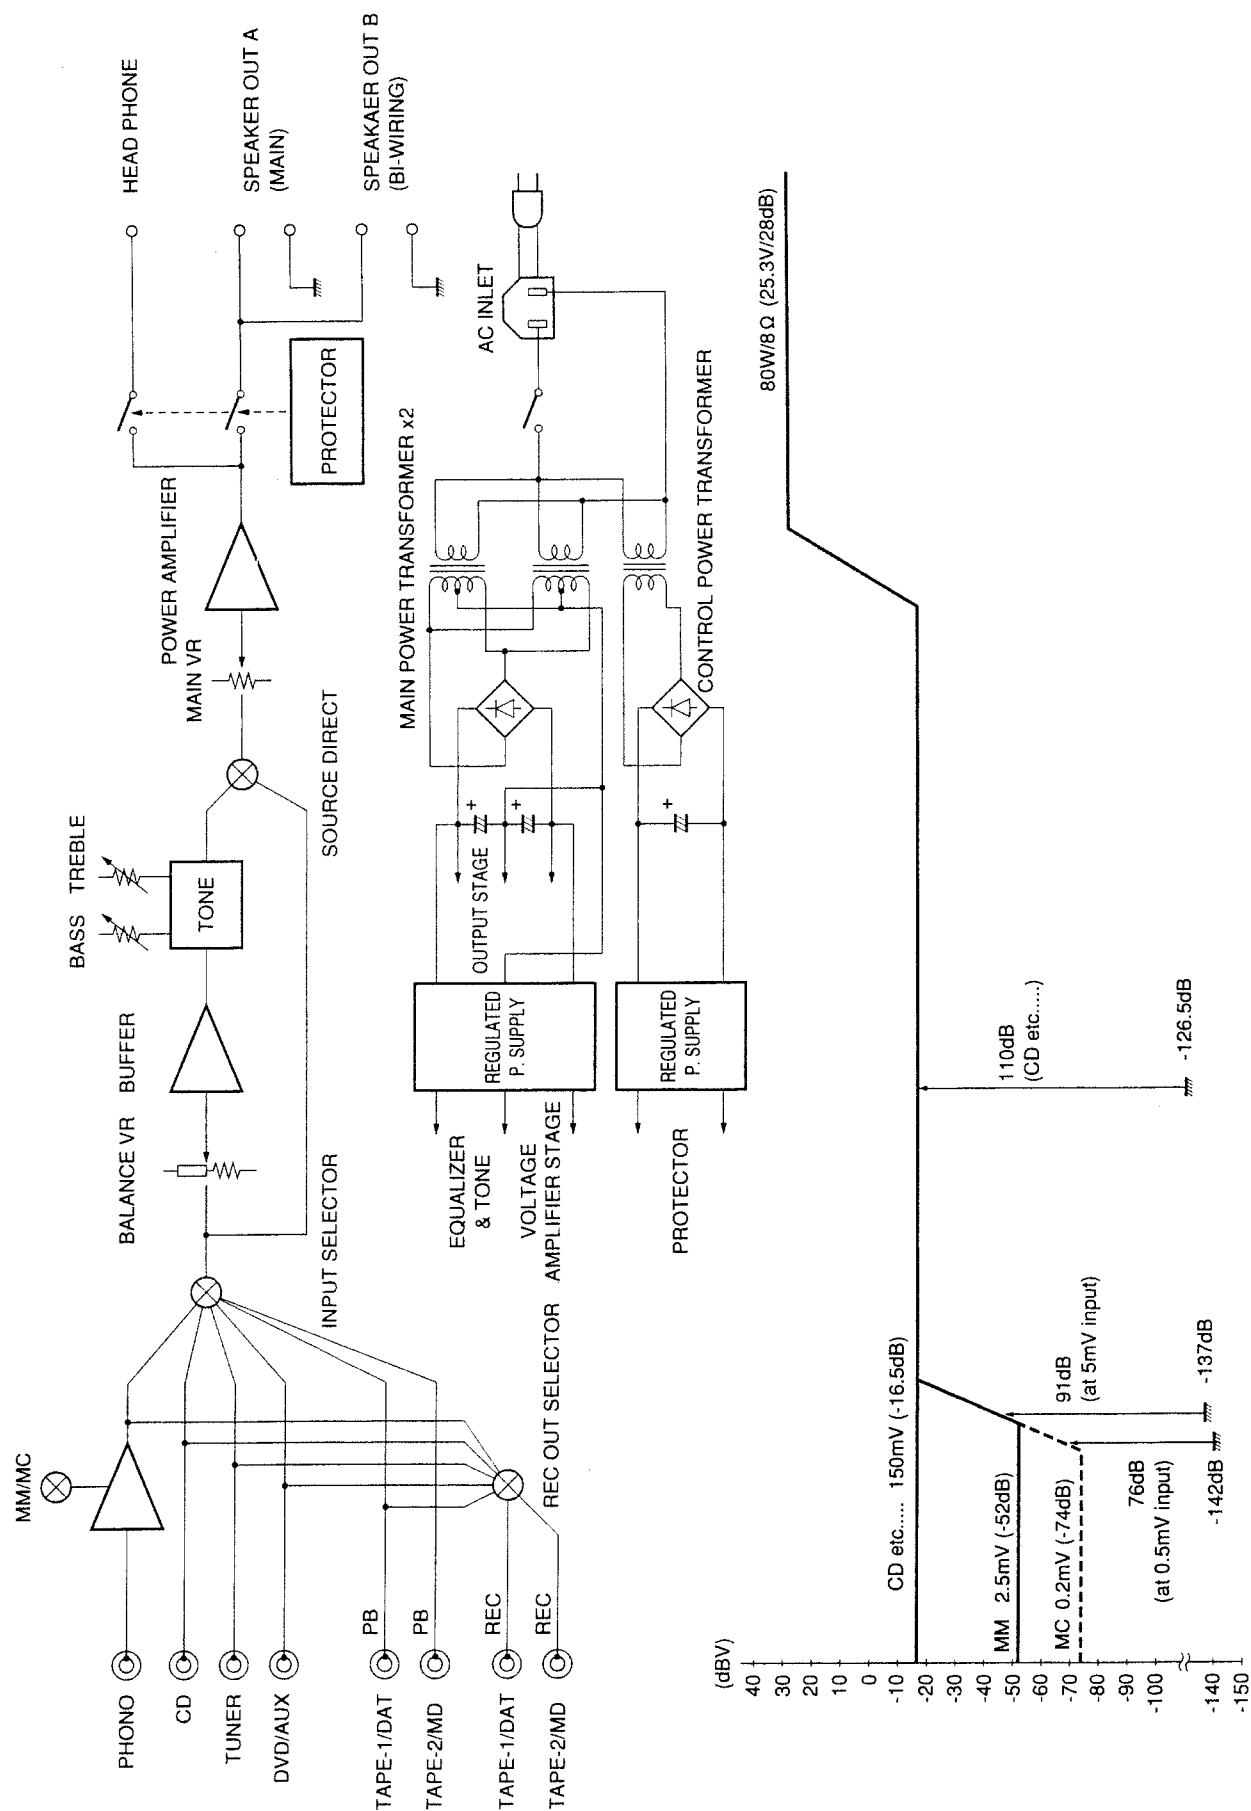 HEAD PHONE
SPEAKER OUT A
(MAIN)
SPEAKAER OUT B
(BI-WIRING)
POWER AMPLIFIER
MAIN VR
PROTECTOR
SOURCE DIRECT
BASS
TREBLE
TONE
BUFFER
BALANCE VR
INPUT SELECTOR
MM/MC
PHONO
CD
TUNER
DVD/AUX
TAPE-1/DAT
PB
TAPE-2/MD
PB
TAPE-1/DAT
REC
TAPE-2/MD
REC
REC OUT SELECTOR
AC INLET
MAIN POWER TRANSFORMER x2
CONTROL POWER TRANSFORMER
+
+
+
OUTPUT STAGE
REGULATED
P. SUPPLY
REGULATED
P. SUPPLY
EQUALIZER
& TONE
VOLTAGE
AMPLIFIER STAGE
PROTECTOR
(dBV)
40
30
20
10
0
-10
-20
-30
-40
-50
-60
-70
-80
-90
-100
-140
-150
CD etc..... 150mV (-16.5dB)
MM 2.5mV (-52dB)
MC 0.2mV (-74dB)
76dB
(at 0.5mV input)
-142dB
91dB
(at 5mV input)
-137dB
110dB
(CD etc.....)
-126.5dB
80W/8Ω (25.3V/28dB)